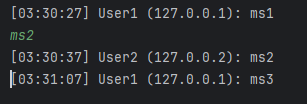 [03:30:27] User1 (127.0.0.1): ms1
ms2
[03:30:37] User2 (127.0.0.2): ms2
[03:31:07] User1 (127.0.0.1): ms3